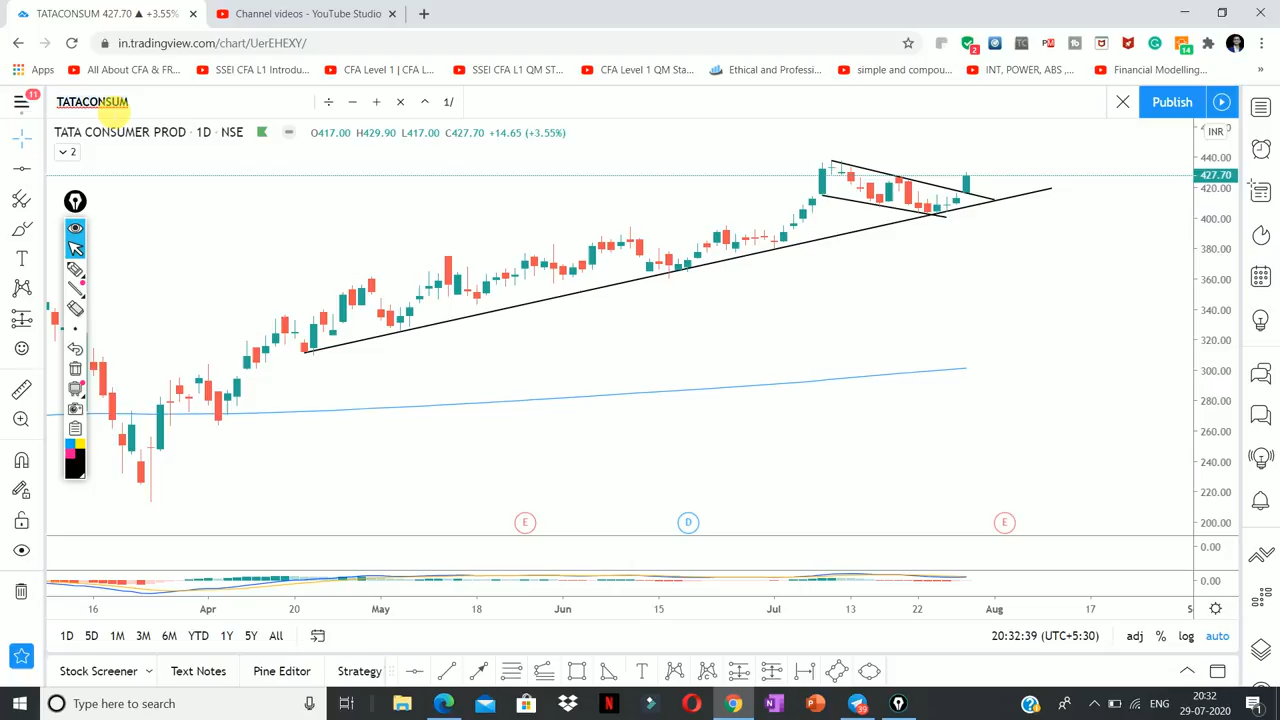 TATACONSUM 427.70 ▲ +3.55%
Channel videos - YouTube Studio
in.tradingview.com/chart/UerEHEXY/
2
TC
14
Apps
All About CFA & FR...
SSEI CFA L1 Introdu...
CFA Level 1 | CFA L...
SSEI CFA L1 QM ST...
CFA Level 1 QM Sta...
Ethical and Professi...
simple and compou...
INT, POWER, ABS ,...
Financial Modelling...
»
11
TATACONSUM
÷ − + × ^ 1/
Publish
TATA CONSUMER PROD · 1D · NSE
O417.00 H429.90 L417.00 C427.70 +14.65 (+3.55%)
INR
2
440.00
427.70
420.00
400.00
380.00
360.00
340.00
320.00
300.00
280.00
260.00
240.00
220.00
200.00
E
D
E
0.00
0.00
16 Apr 20 May 18 Jun 15 Jul 13 22 Aug 17 S
1D 5D 1M 3M 6M YTD 1Y 5Y All
20:32:39 (UTC+5:30)
adj % log auto
Stock Screener
Text Notes
Pine Editor
Strategy
Type here to search
39
ENG
20:32
29-07-2020